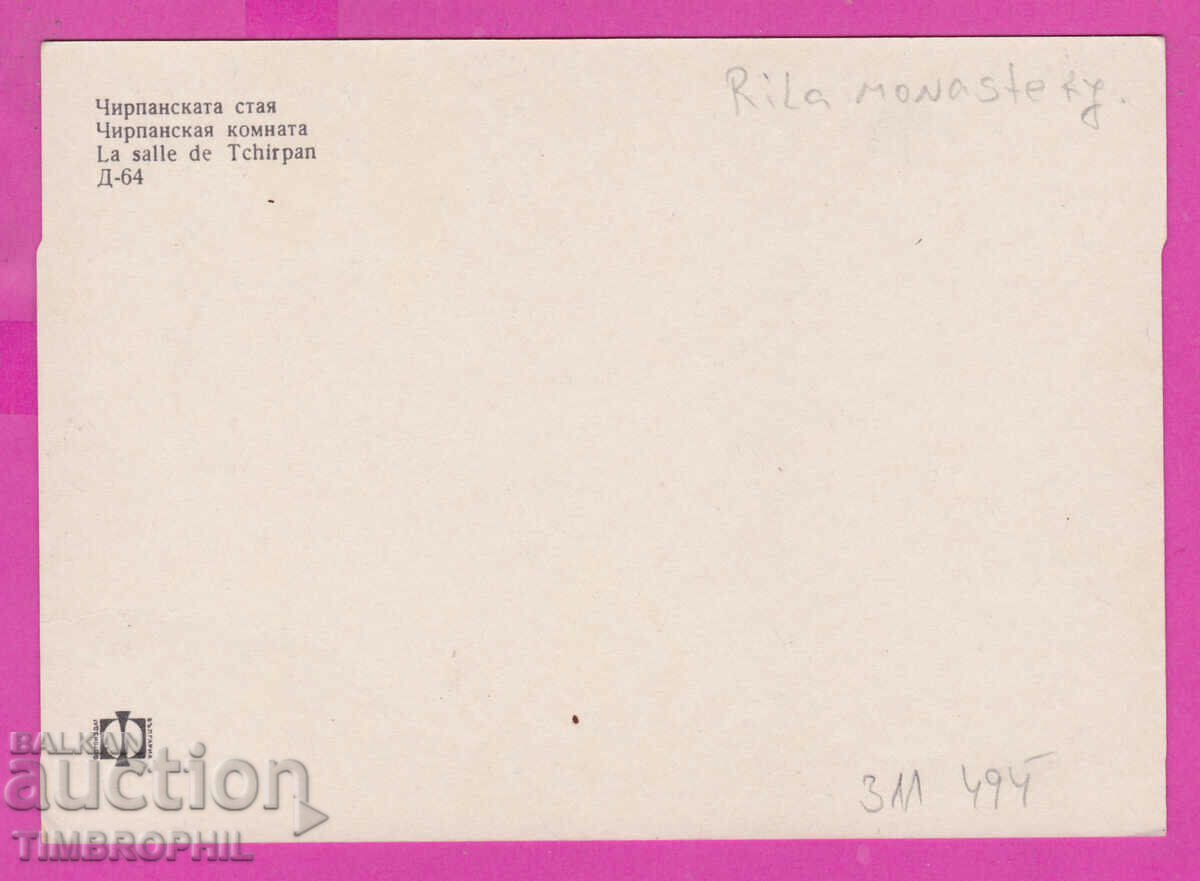 Чирпанската стая
Чирпанская комната
La salle de Tchirpan
Д-64
Rila monastery.
311 494
BALKAN
auction
TIMBROPHIL